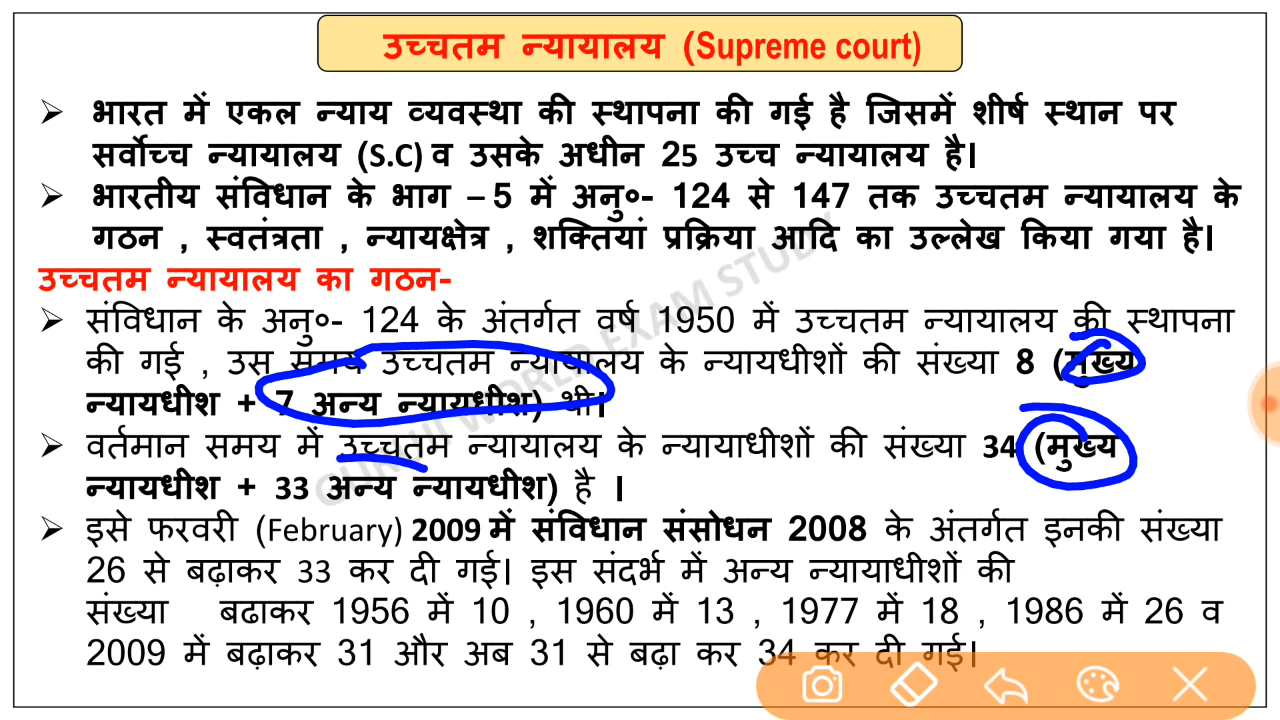 उच्चतम न्यायालय (Supreme court)
➢ भारत में एकल न्याय व्यवस्था की स्थापना की गई है जिसमें शीर्ष स्थान पर
सर्वोच्च न्यायालय (S.C) व उसके अधीन 25 उच्च न्यायालय है।
➢ भारतीय संविधान के भाग – 5 में अनु०- 124 से 147 तक उच्चतम न्यायालय के
गठन , स्वतंत्रता , न्यायक्षेत्र , शक्तियां प्रक्रिया आदि का उल्लेख किया गया है।
उच्चतम न्यायालय का गठन-
➢ संविधान के अनु०- 124 के अंतर्गत वर्ष 1950 में उच्चतम न्यायालय की स्थापना
की गई , उस समय उच्चतम न्यायालय के न्यायधीशों की संख्या 8 (मुख्य
न्यायधीश + 7 अन्य न्यायधीश) थी।
➢ वर्तमान समय में उच्चतम न्यायालय के न्यायाधीशों की संख्या 34 (मुख्य
न्यायधीश + 33 अन्य न्यायधीश) है ।
➢ इसे फरवरी (February) 2009 में संविधान संसोधन 2008 के अंतर्गत इनकी संख्या
26 से बढ़ाकर 33 कर दी गई। इस संदर्भ में अन्य न्यायाधीशों की
संख्या बढाकर 1956 में 10 , 1960 में 13 , 1977 में 18 , 1986 में 26 व
2009 में बढ़ाकर 31 और अब 31 से बढ़ा कर 34 कर दी गई।
WORLD EXAM STUDY